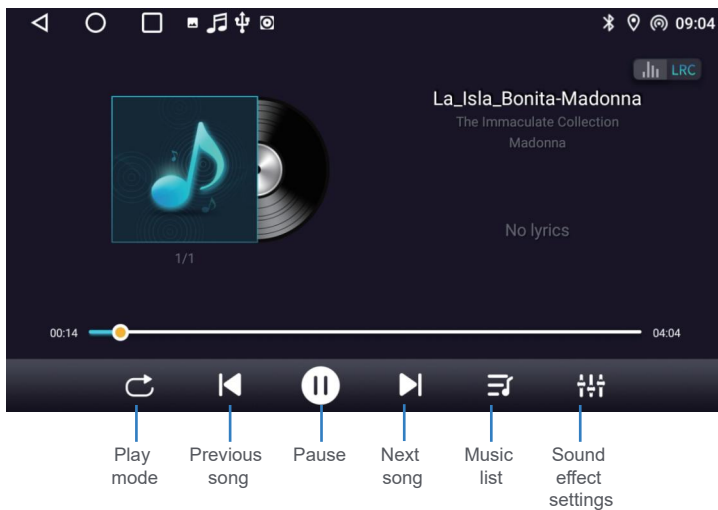 09:04
LRC
La_Isla_Bonita-Madonna
The Immaculate Collection
Madonna
No lyrics
1/1
00:14
04:04
Play mode
Previous song
Pause
Next song
Music list
Sound effect settings